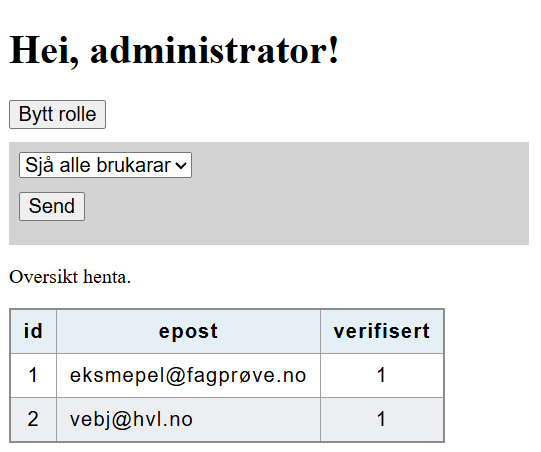 Hei, administrator!
Bytt rolle
Sjå alle brukarar
Send
Oversikt henta.
id epost verifisert
1 eksmepel@fagprøve.no 1
2 vebj@hvl.no 1